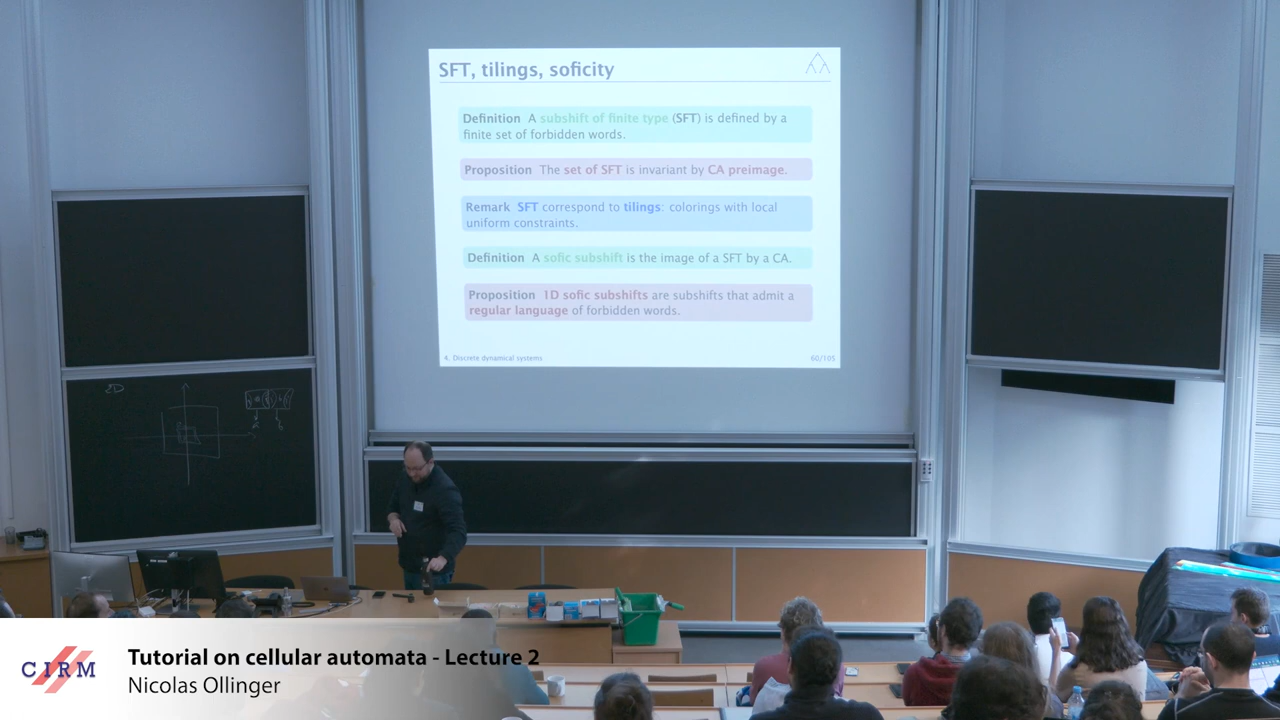 SFT, tilings, soficity
Definition A subshift of finite type (SFT) is defined by a
finite set of forbidden words.
Proposition The set of SFT is invariant by CA preimage.
Remark SFT correspond to tilings: colorings with local
uniform constraints.
Definition A sofic subshift is the image of a SFT by a CA.
Proposition 1D sofic subshifts are subshifts that admit a
regular language of forbidden words.
4. Discrete dynamical systems
60/105
2D
CIRM
Tutorial on cellular automata - Lecture 2
Nicolas Ollinger